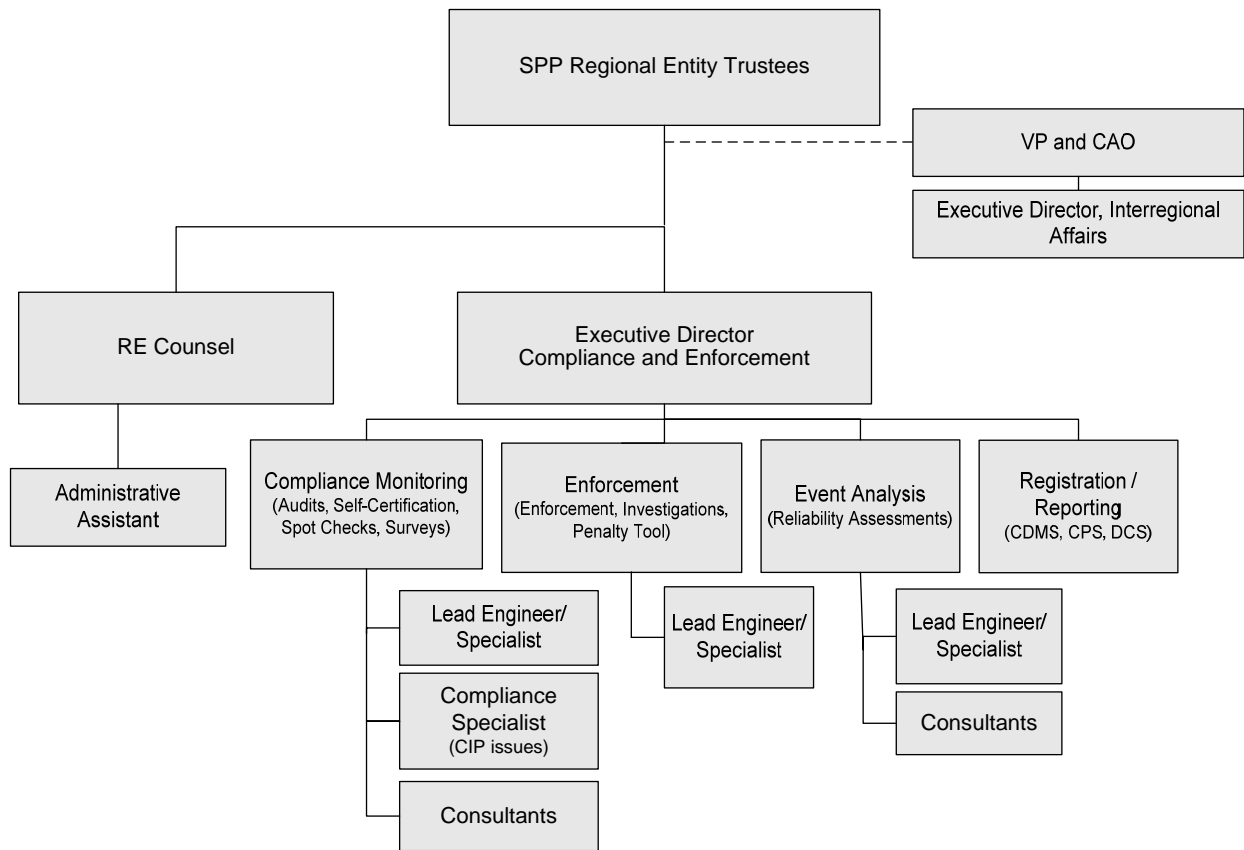 SPP Regional Entity Trustees
VP and CAO
Executive Director, Interregional
Affairs
RE Counsel
Executive Director
Compliance and Enforcement
Administrative
Assistant
Compliance Monitoring
(Audits, Self-Certification,
Spot Checks, Surveys)
Enforcement
(Enforcement, Investigations,
Penalty Tool)
Event Analysis
(Reliability Assessments)
Registration /
Reporting
(CDMS, CPS, DCS)
Lead Engineer/
Specialist
Compliance
Specialist
(CIP issues)
Consultants
Lead Engineer/
Specialist
Lead Engineer/
Specialist
Consultants